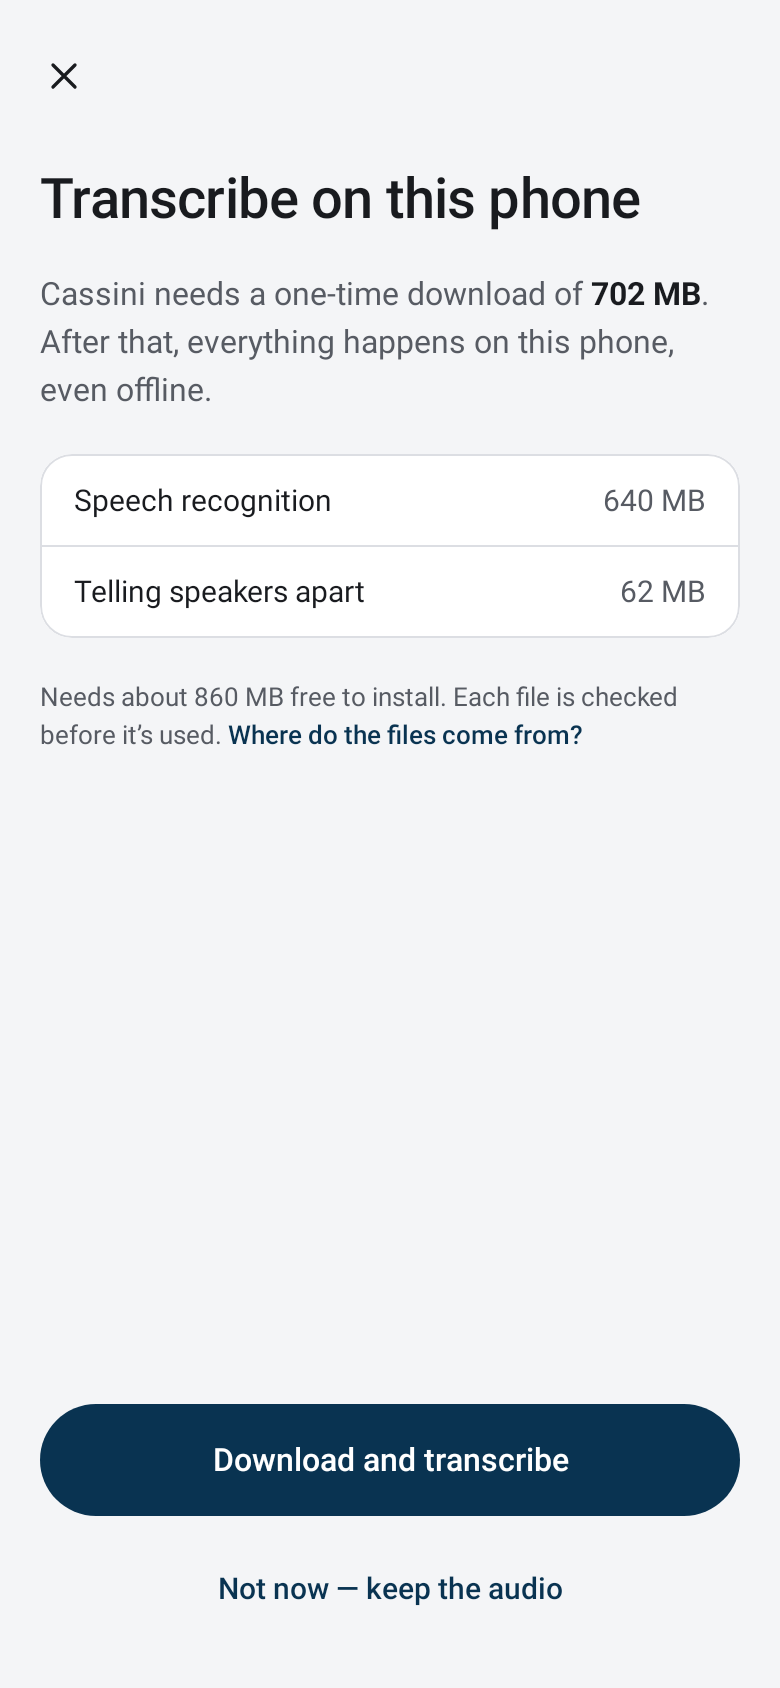 Transcribe on this phone
Cassini needs a one-time download of 702 MB.
After that, everything happens on this phone,
even offline.
Speech recognition 640 MB
Telling speakers apart 62 MB
Needs about 860 MB free to install. Each file is checked
before it’s used. Where do the files come from?
Download and transcribe
Not now — keep the audio